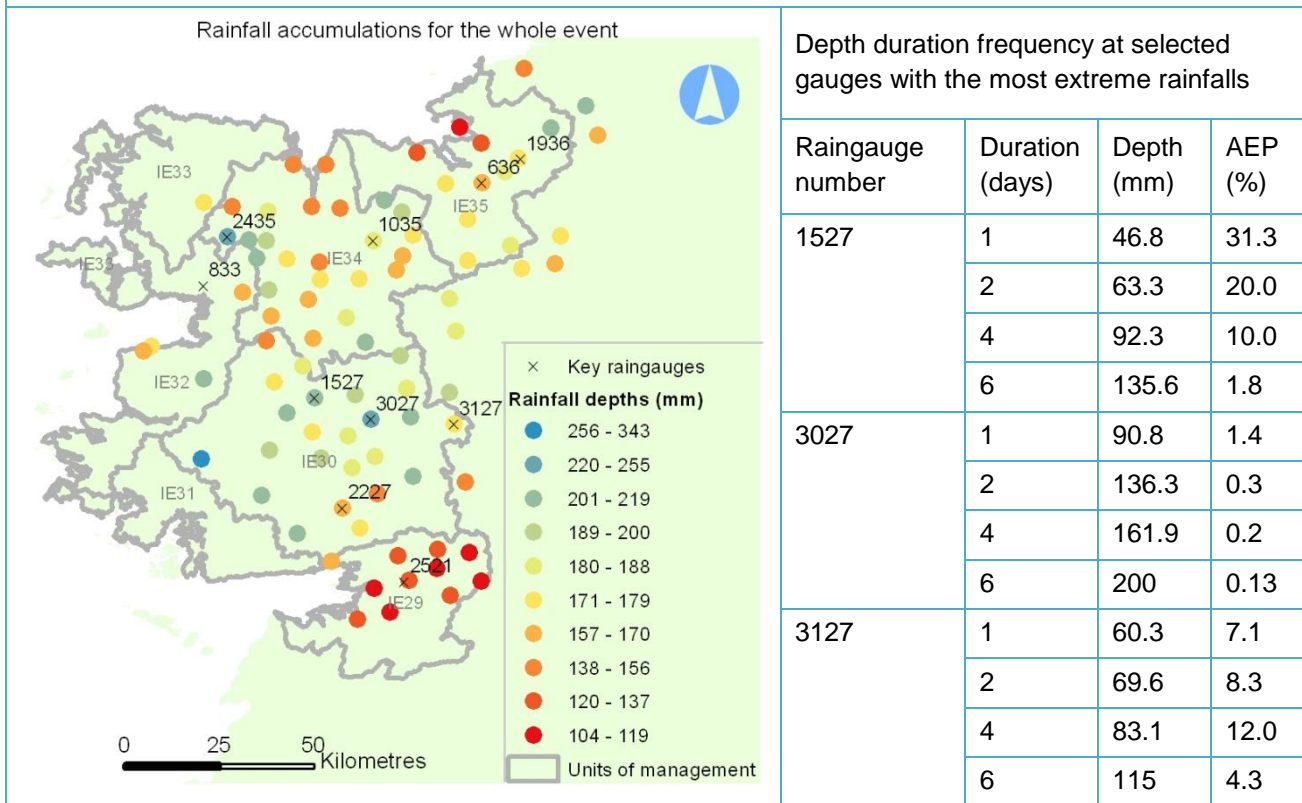 Rainfall accumulations for the whole event
IE33
1936
636
IE35
2435
1035
IE34
IE33
833
IE32
1527
3027
3127
IE30
IE31
2227
2521
IE29
× Key raingauges
Rainfall depths (mm)
256 - 343
220 - 255
201 - 219
189 - 200
180 - 188
171 - 179
157 - 170
138 - 156
120 - 137
104 - 119
Units of management
0 25 50
Kilometres
Depth duration frequency at selected
gauges with the most extreme rainfalls
Raingauge Duration Depth AEP
number (days) (mm) (%)
1527 1 46.8 31.3
2 63.3 20.0
4 92.3 10.0
6 135.6 1.8
3027 1 90.8 1.4
2 136.3 0.3
4 161.9 0.2
6 200 0.13
3127 1 60.3 7.1
2 69.6 8.3
4 83.1 12.0
6 115 4.3